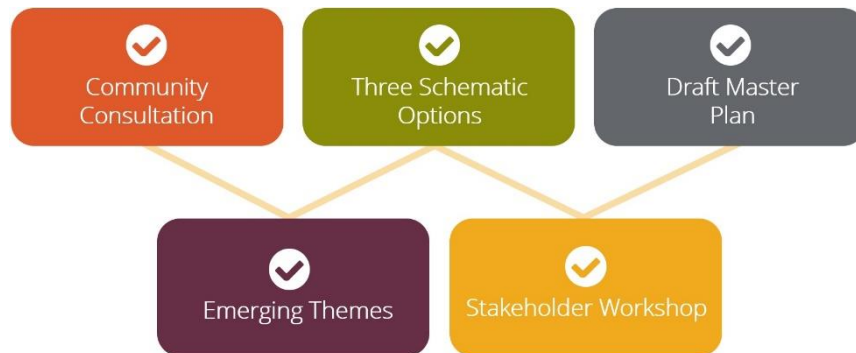 Community
Consultation
Three Schematic
Options
Draft Master
Plan
Emerging Themes
Stakeholder Workshop